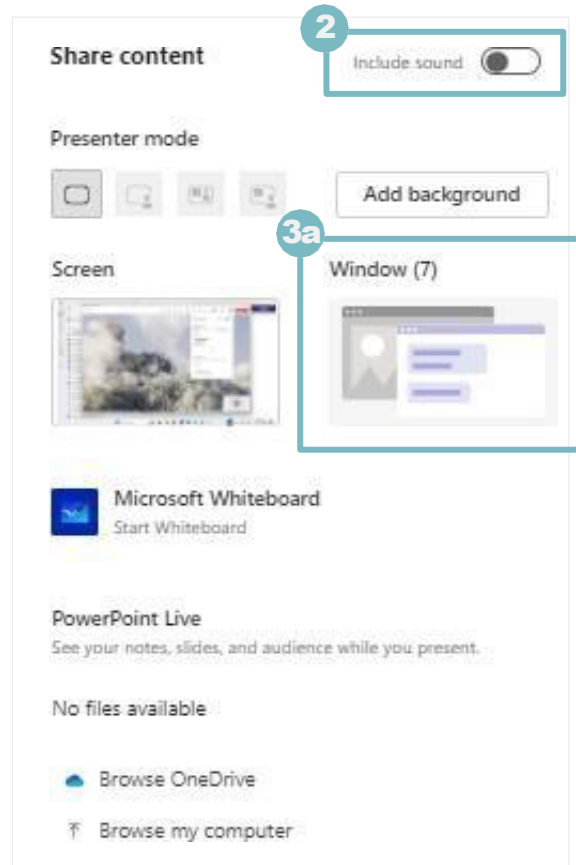 2
Share content
Include sound
Presenter mode
Add background
3a
Screen
Window (7)
Microsoft Whiteboard
Start Whiteboard
PowerPoint Live
See your notes, slides, and audience while you present.
No files available
Browse OneDrive
Browse my computer